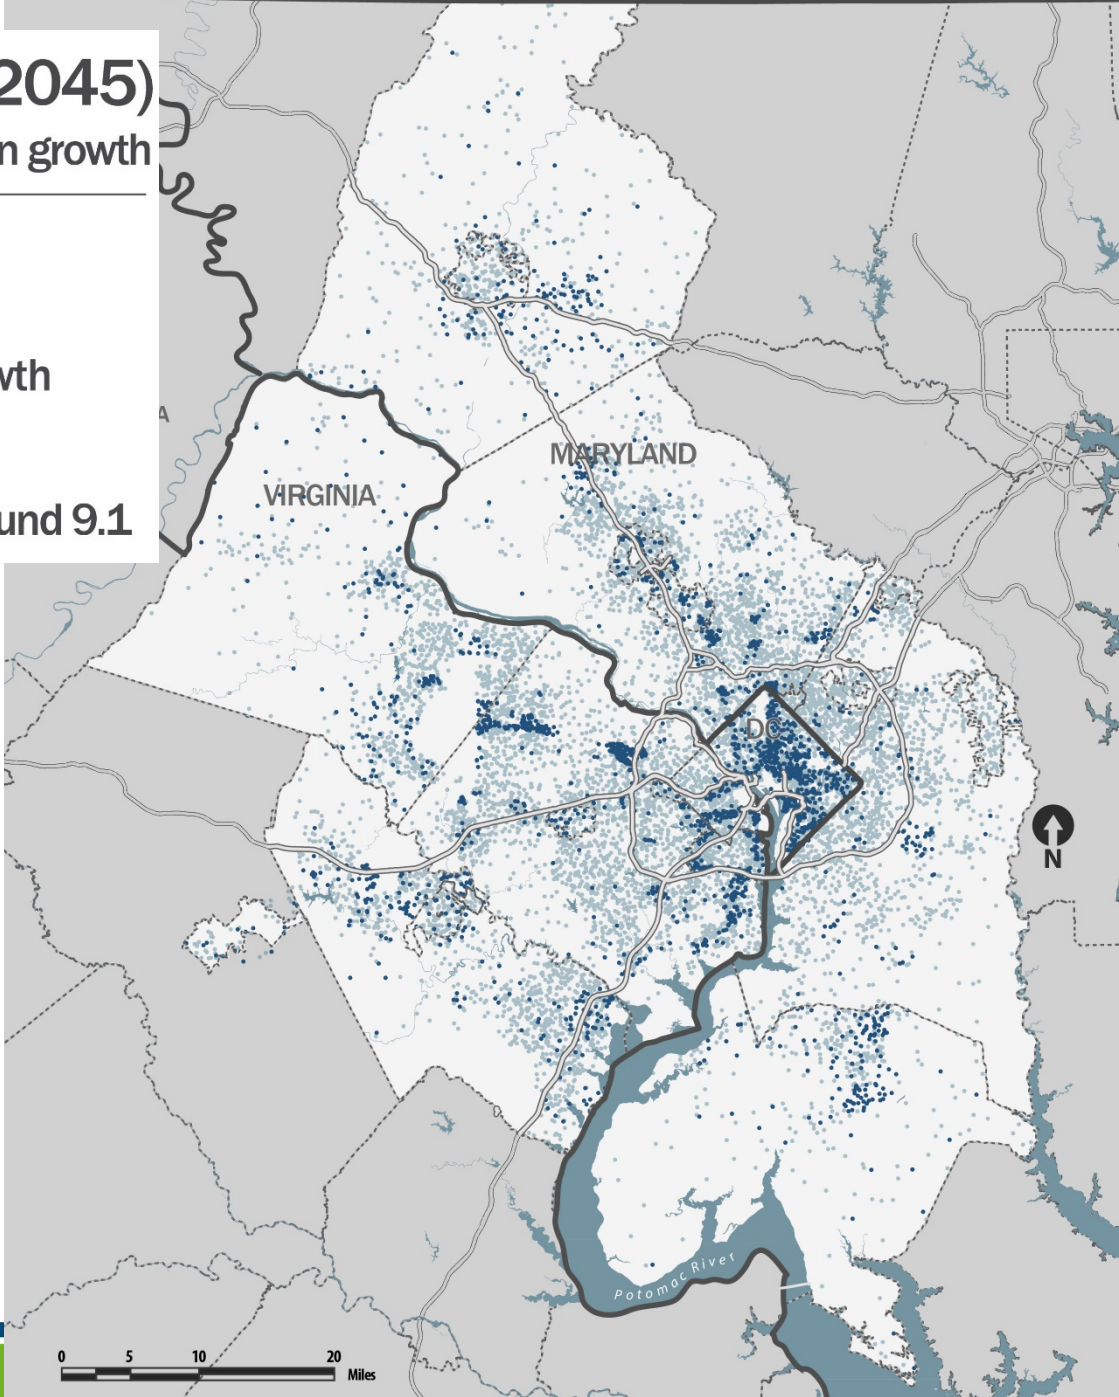 2045)
n growth
wth
A
und 9.1
MARYLAND
VIRGINIA
DC
N
Potomac River
0 5 10 20
Miles